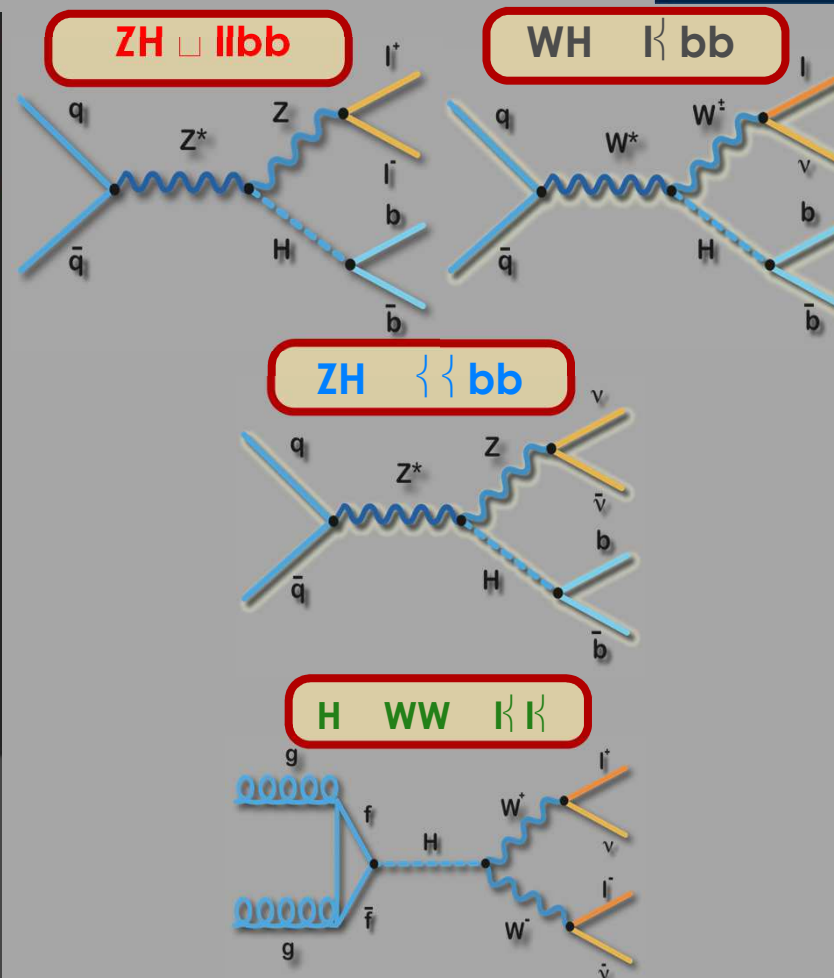 ZH □ llbb
WH l⎨ bb
q
Z*
Z
l⁺
l⁻
q̄
H
b
b̄
q
W*
W±
l
ν
q̄
H
b
b̄
ZH ⎨ ⎨ bb
q
Z*
Z
ν
ν̄
q̄
H
b
b̄
H WW l⎨ l⎨
g
f
H
W⁺
l⁺
ν
g
f̄
W⁻
l⁻
ν̄